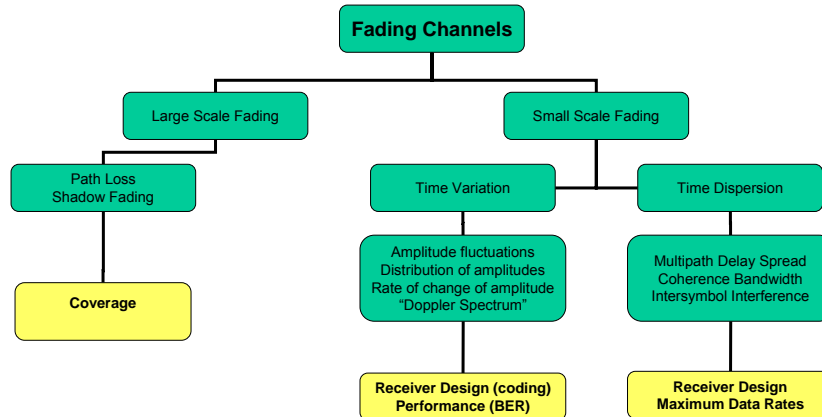 Fading Channels
Large Scale Fading
Small Scale Fading
Path Loss
Shadow Fading
Time Variation
Time Dispersion
Amplitude fluctuations
Distribution of amplitudes
Rate of change of amplitude
“Doppler Spectrum”
Multipath Delay Spread
Coherence Bandwidth
Intersymbol Interference
Coverage
Receiver Design (coding)
Performance (BER)
Receiver Design
Maximum Data Rates